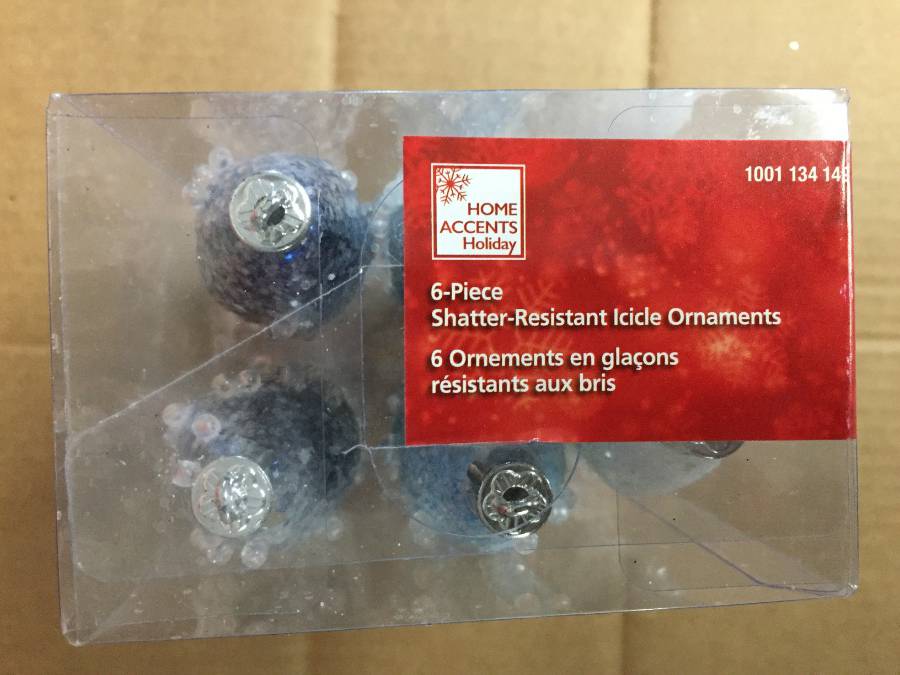 HOME
ACCENTS
Holiday
1001 134 14
6-Piece
Shatter-Resistant Icicle Ornaments
6 Ornements en glaçons
résistants aux bris